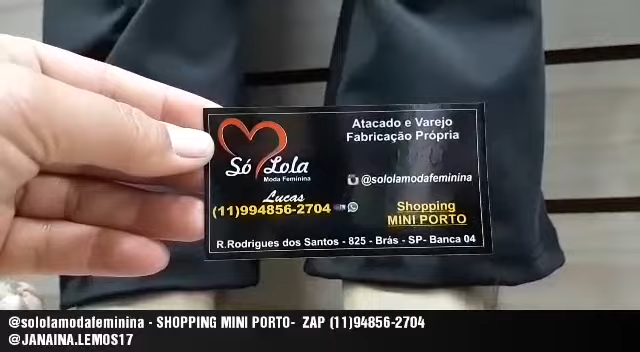 Atacado e Varejo
Fabricação Própria
Só Lola
Moda Feminina
@sololamodafeminina
Lucas
(11)994856-2704
Shopping
MINI PORTO
R.Rodrigues dos Santos - 825 - Brás - SP- Banca 04
@sololamodafeminina - SHOPPING MINI PORTO- ZAP (11)94856-2704
@JANAINA.LEMOS17